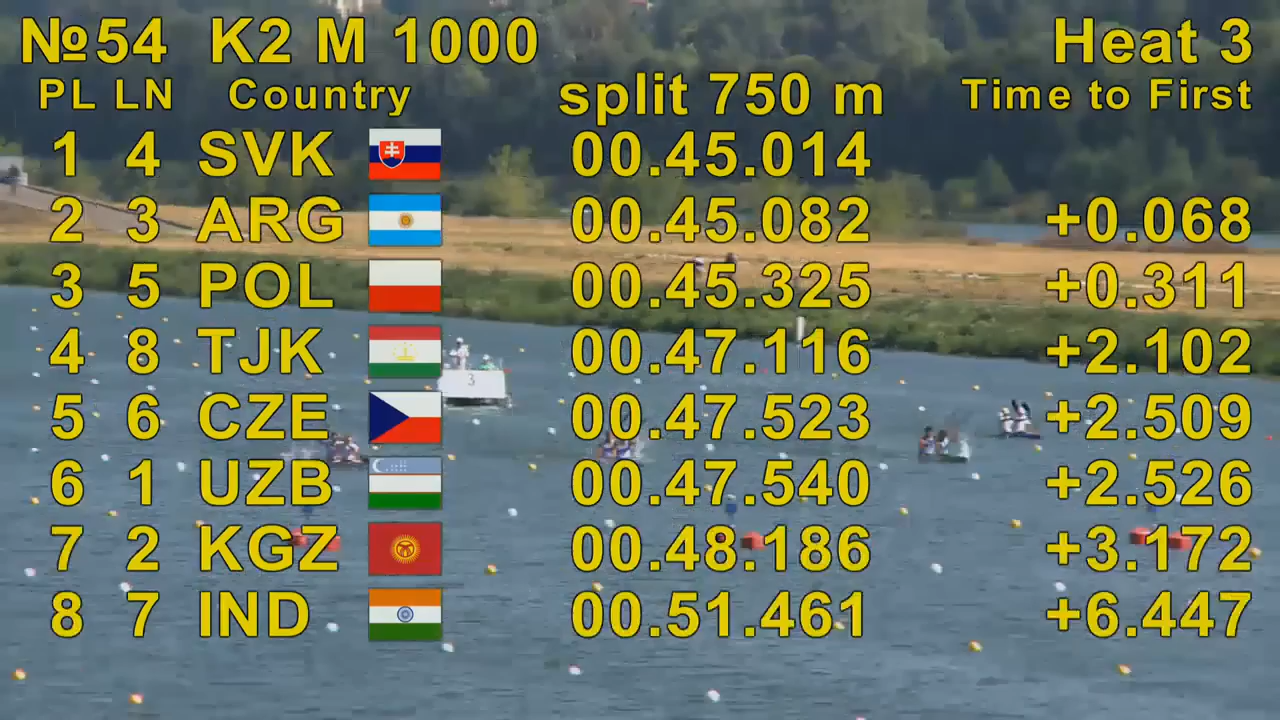 №54 K2 M 1000 Heat 3
PL LN Country split 750 m Time to First
1 4 SVK 00.45.014
2 3 ARG 00.45.082 +0.068
3 5 POL 00.45.325 +0.311
4 8 TJK 00.47.116 +2.102
5 6 CZE 00.47.523 +2.509
6 1 UZB 00.47.540 +2.526
7 2 KGZ 00.48.186 +3.172
8 7 IND 00.51.461 +6.447
3